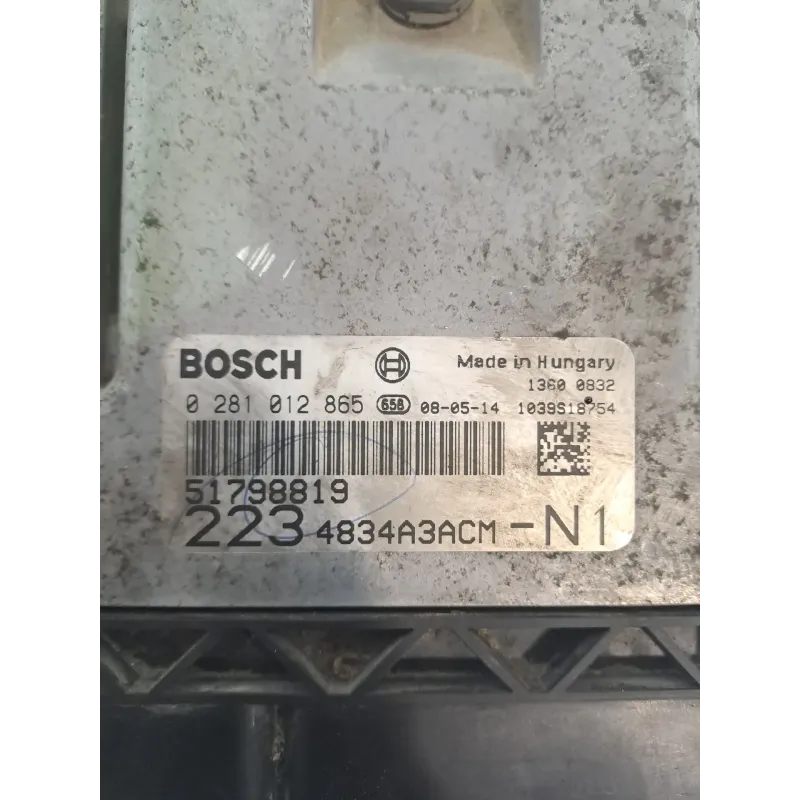 BOSCH
Made in Hungary
1360 0832
0 281 012 865 658 08-05-14 1039S18754
51798819
223 4834A3ACM -N1